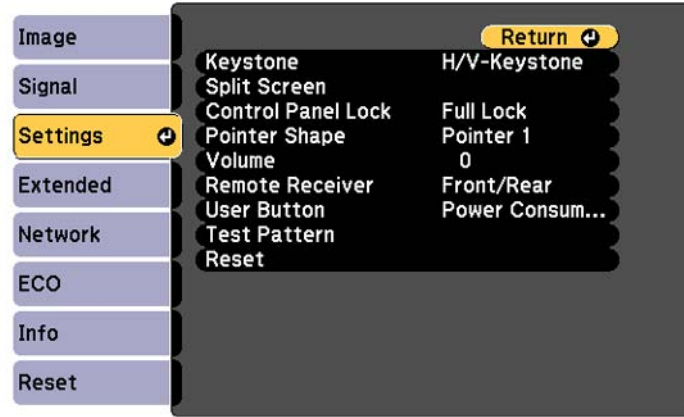 Image
Signal
Settings
Extended
Network
ECO
Info
Reset
Return
Keystone H/V-Keystone
Split Screen
Control Panel Lock Full Lock
Pointer Shape Pointer 1
Volume 0
Remote Receiver Front/Rear
User Button Power Consum...
Test Pattern
Reset